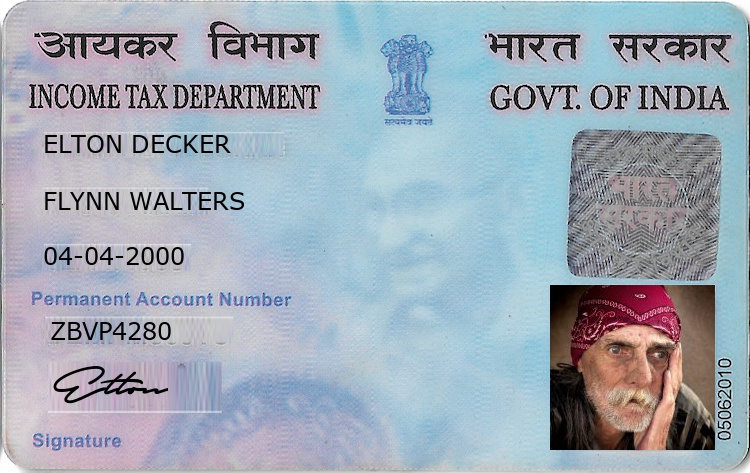 आयकर विभाग
भारत सरकार
INCOME TAX DEPARTMENT
GOVT. OF INDIA
सत्यमेव जयते
ELTON DECKER
FLYNN WALTERS
04-04-2000
भारत
सरकार
Permanent Account Number
ZBVP4280
Elton
Signature
05062010